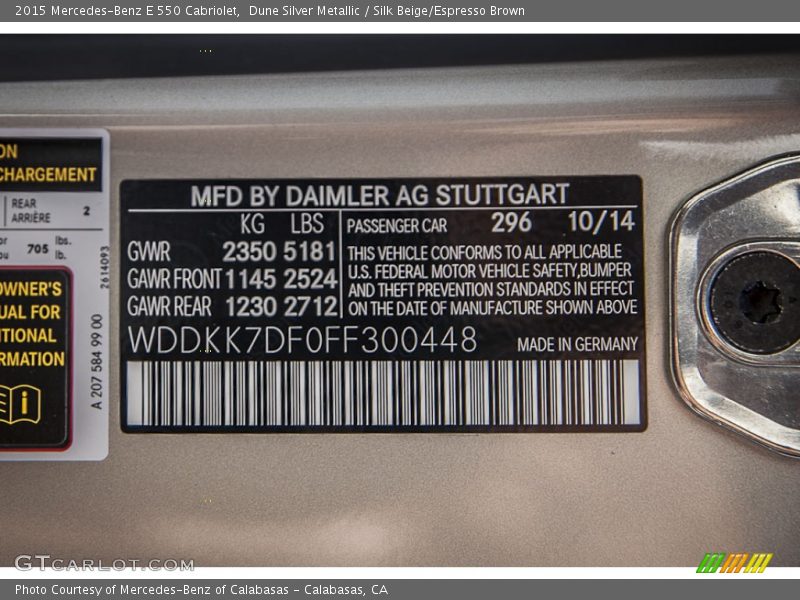 2015 Mercedes-Benz E 550 Cabriolet, Dune Silver Metallic / Silk Beige/Espresso Brown
ON
CHARGEMENT
REAR
ARRIÈRE
2
or
ou
705
lbs.
lb.
OWNER'S
UAL FOR
ITIONAL
RMATION
i
2614093
A 207 584 99 00
MFD BY DAIMLER AG STUTTGART
KG LBS
GWR 2350 5181
GAWR FRONT 1145 2524
GAWR REAR 1230 2712
PASSENGER CAR 296 10/14
THIS VEHICLE CONFORMS TO ALL APPLICABLE
U.S. FEDERAL MOTOR VEHICLE SAFETY,BUMPER
AND THEFT PREVENTION STANDARDS IN EFFECT
ON THE DATE OF MANUFACTURE SHOWN ABOVE
WDDKK7DF0FF300448
MADE IN GERMANY
GTCARLOT.COM
Photo Courtesy of Mercedes-Benz of Calabasas - Calabasas, CA